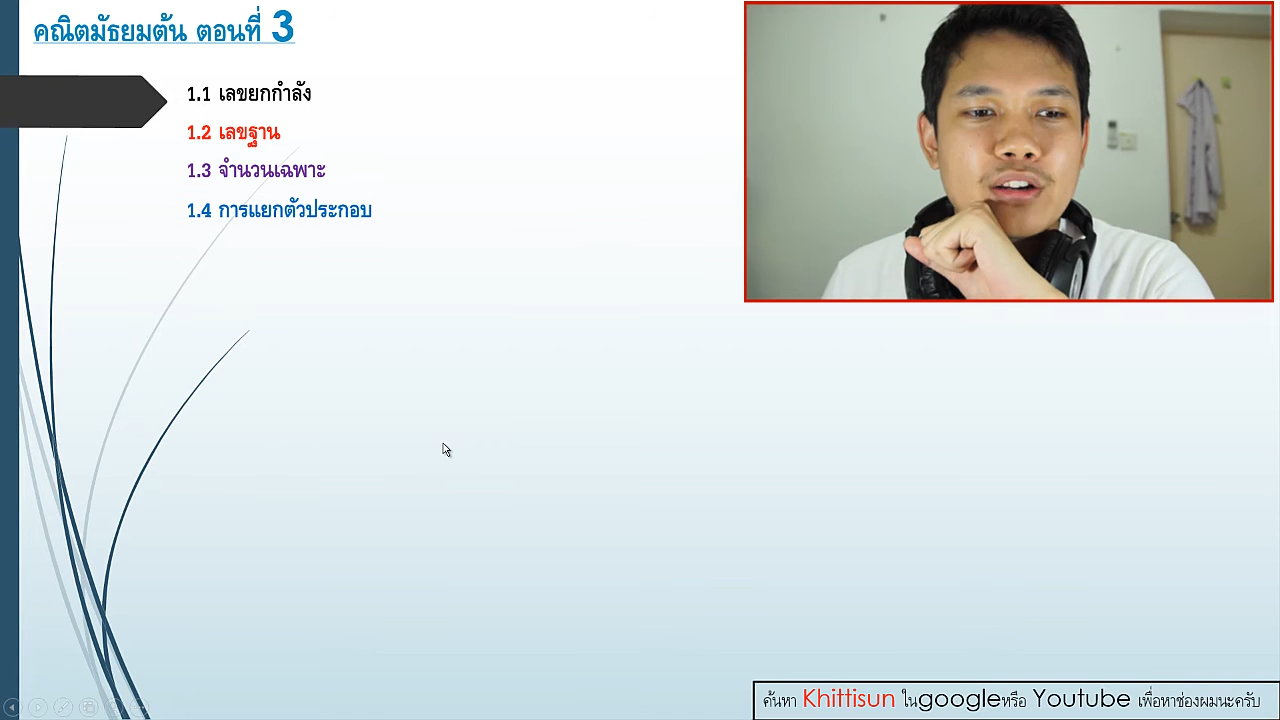 คณิตมัธยมต้น ตอนที่ 3
1.1 เลขยกกำลัง
1.2 เลขฐาน
1.3 จำนวนเฉพาะ
1.4 การแยกตัวประกอบ
ค้นหา Khittisun ในgoogleหรือ Youtube เพื่อหาช่องผมนะครับ